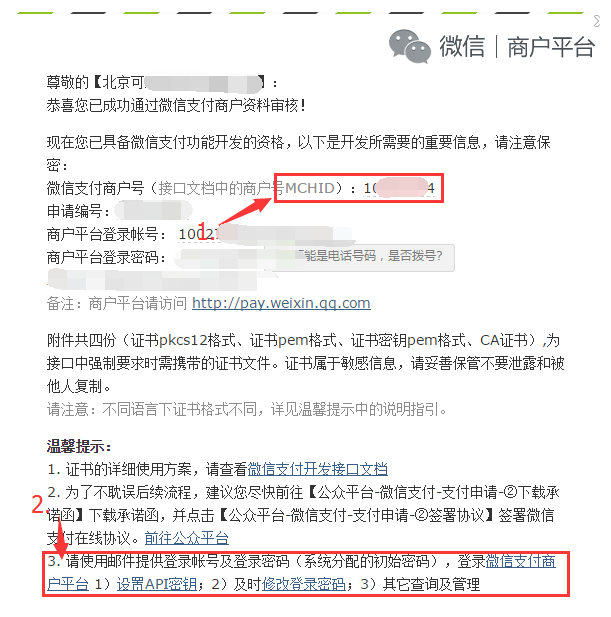 微信｜商户平台
尊敬的【北京可】：
恭喜您已成功通过微信支付商户资料审核！
现在您已具备微信支付功能开发的资格，以下是开发所需要的重要信息，请注意保
密：
微信支付商户号（接口文档中的商户号MCHID）：10 4
申请编号：
1.
商户平台登录帐号： 1002
商户平台登录密码： 能是电话号码，是否拨号?
备注：商户平台请访问 http://pay.weixin.qq.com
附件共四份（证书pkcs12格式、证书pem格式、证书密钥pem格式、CA证书）,为
接口中强制要求时需携带的证书文件。证书属于敏感信息，请妥善保管不要泄露和被
他人复制。
请注意：不同语言下证书格式不同，详见温馨提示中的说明指引。
温馨提示：
1. 证书的详细使用方案，请查看微信支付开发接口文档
2.
2. 为了不耽误后续流程，建议您尽快前往【公众平台-微信支付-支付申请-②下载承
诺函】下载承诺函，并点击【公众平台-微信支付-支付申请-②签署协议】签署微信
支付在线协议。前往公众平台
3. 请使用邮件提供登录帐号及登录密码（系统分配的初始密码），登录微信支付商
户平台 1）设置API密钥；2）及时修改登录密码；3）其它查询及管理